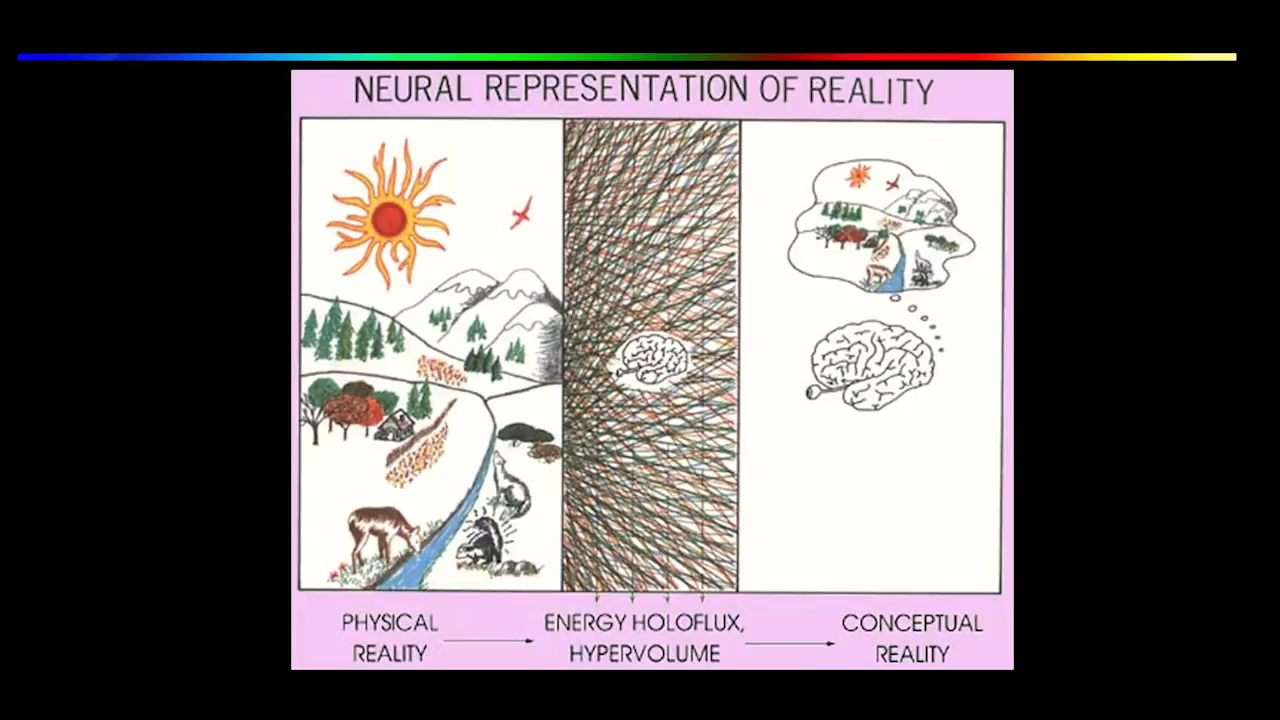 NEURAL REPRESENTATION OF REALITY
PHYSICAL
REALITY
ENERGY HOLOFLUX,
HYPERVOLUME
CONCEPTUAL
REALITY